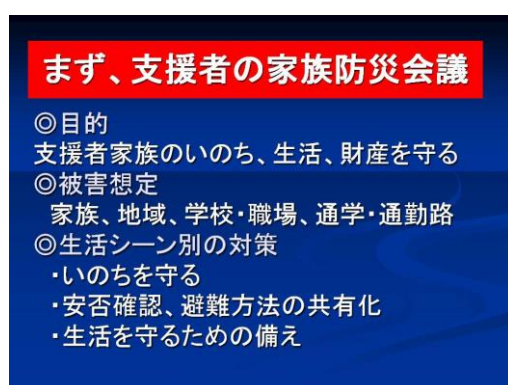 まず、支援者の家族防災会議
◎目的
支援者家族のいのち、生活、財産を守る
◎被害想定
家族、地域、学校・職場、通学・通勤路
◎生活シーン別の対策
・いのちを守る
・安否確認、避難方法の共有化
・生活を守るための備え